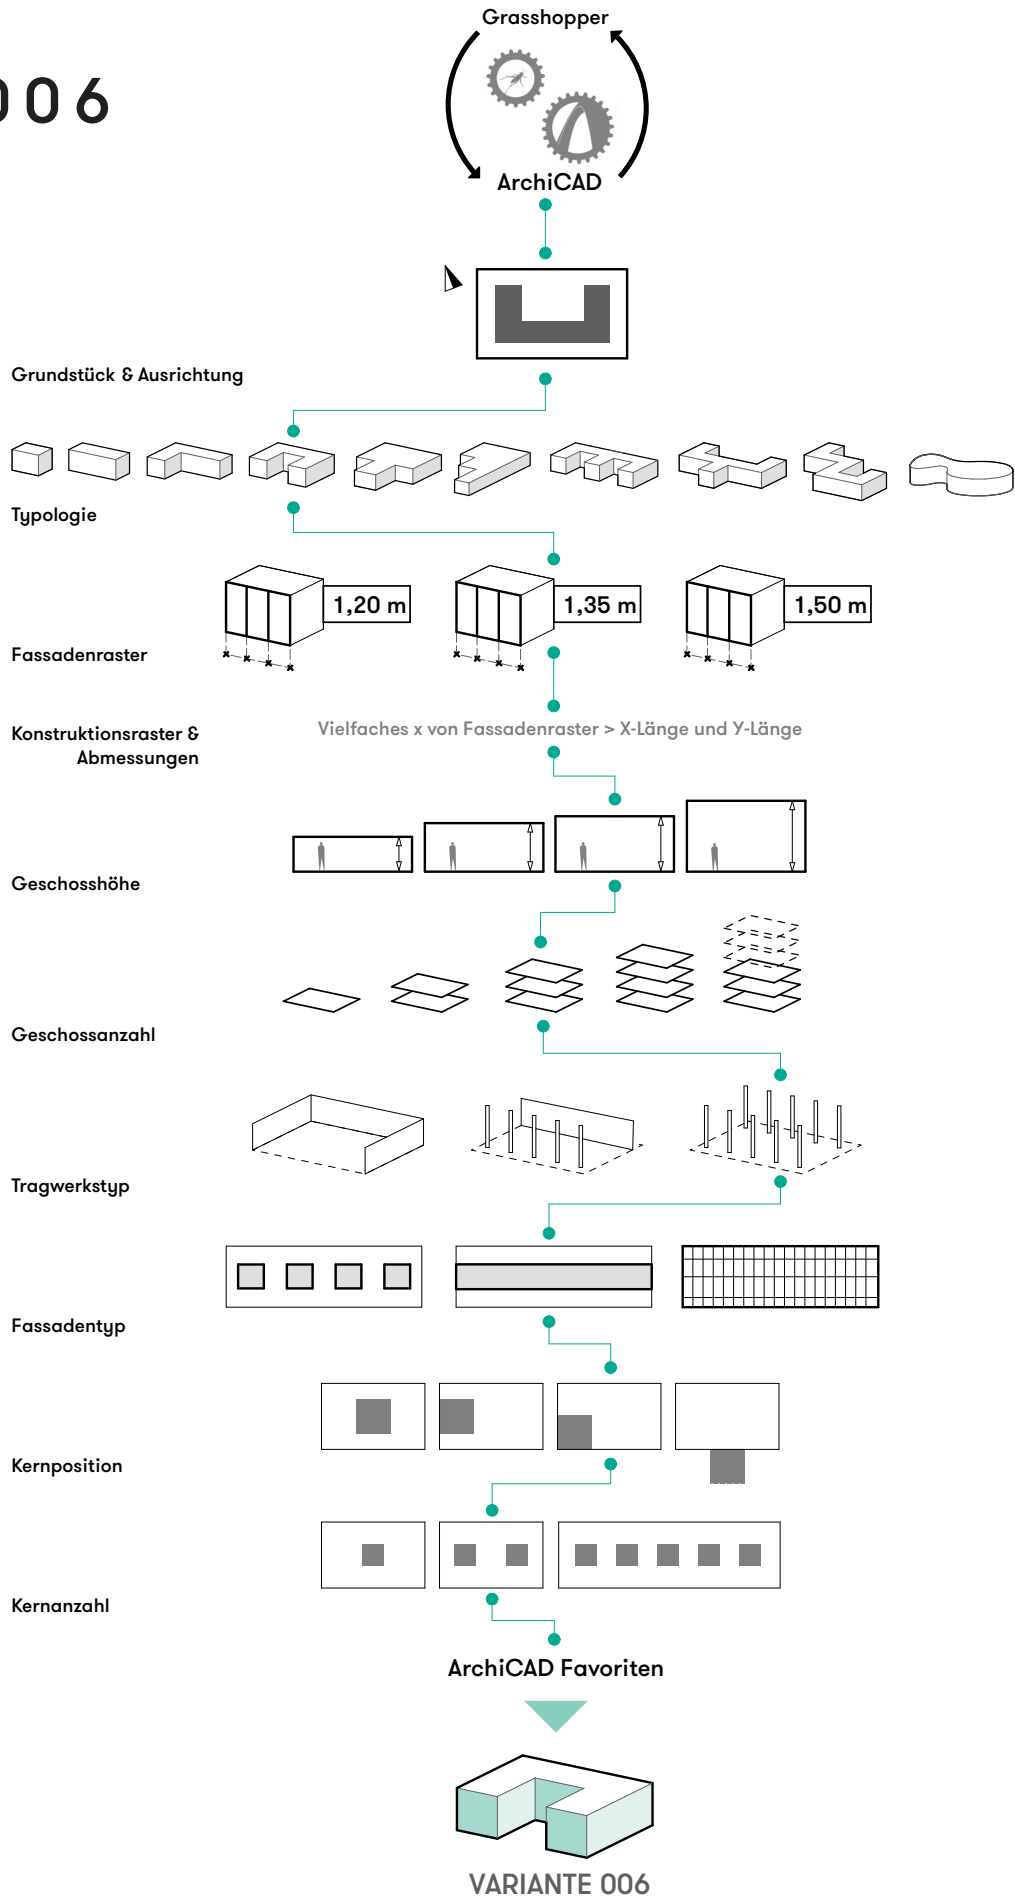 Grasshopper
006
ArchiCAD
Grundstück & Ausrichtung
Typologie
1,20 m
1,35 m
1,50 m
Fassadenraster
Konstruktionsraster &
Abmessungen
Vielfaches x von Fassadenraster > X-Länge und Y-Länge
Geschosshöhe
Geschossanzahl
Tragwerkstyp
Fassadentyp
Kernposition
Kernanzahl
ArchiCAD Favoriten
VARIANTE 006